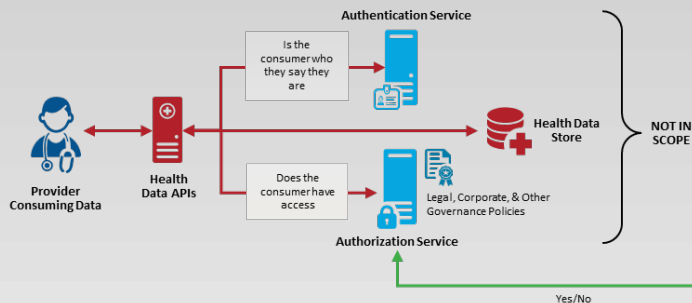 Authentication Service
Is the
consumer who
they say they
are
Provider
Consuming Data
Health
Data APIs
Health Data
Store
NOT IN
SCOPE
Does the
consumer have
access
Legal, Corporate, & Other
Governance Policies
Authorization Service
Yes/No